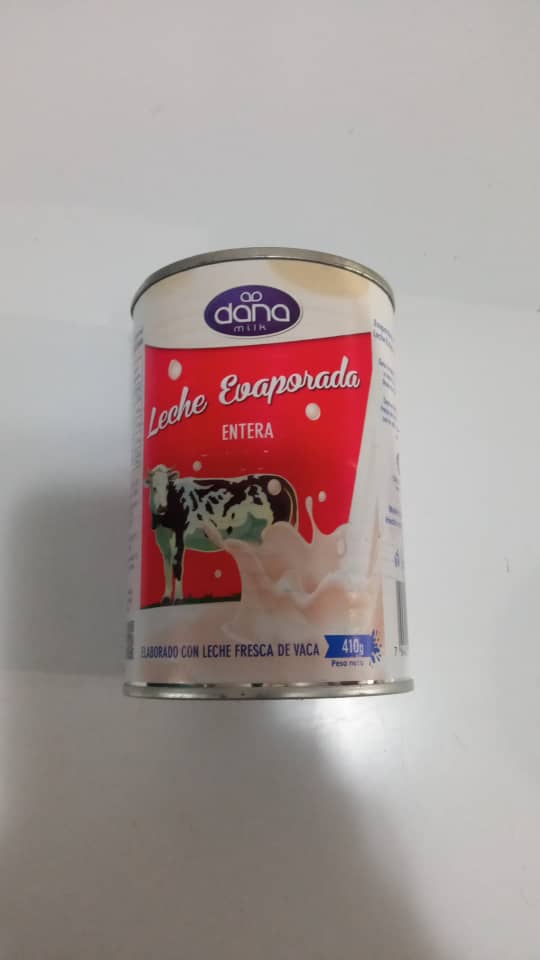 dana
milk
Leche Evaporada
ENTERA
ELABORADO CON LECHE FRESCA DE VACA
410g
Peso neto